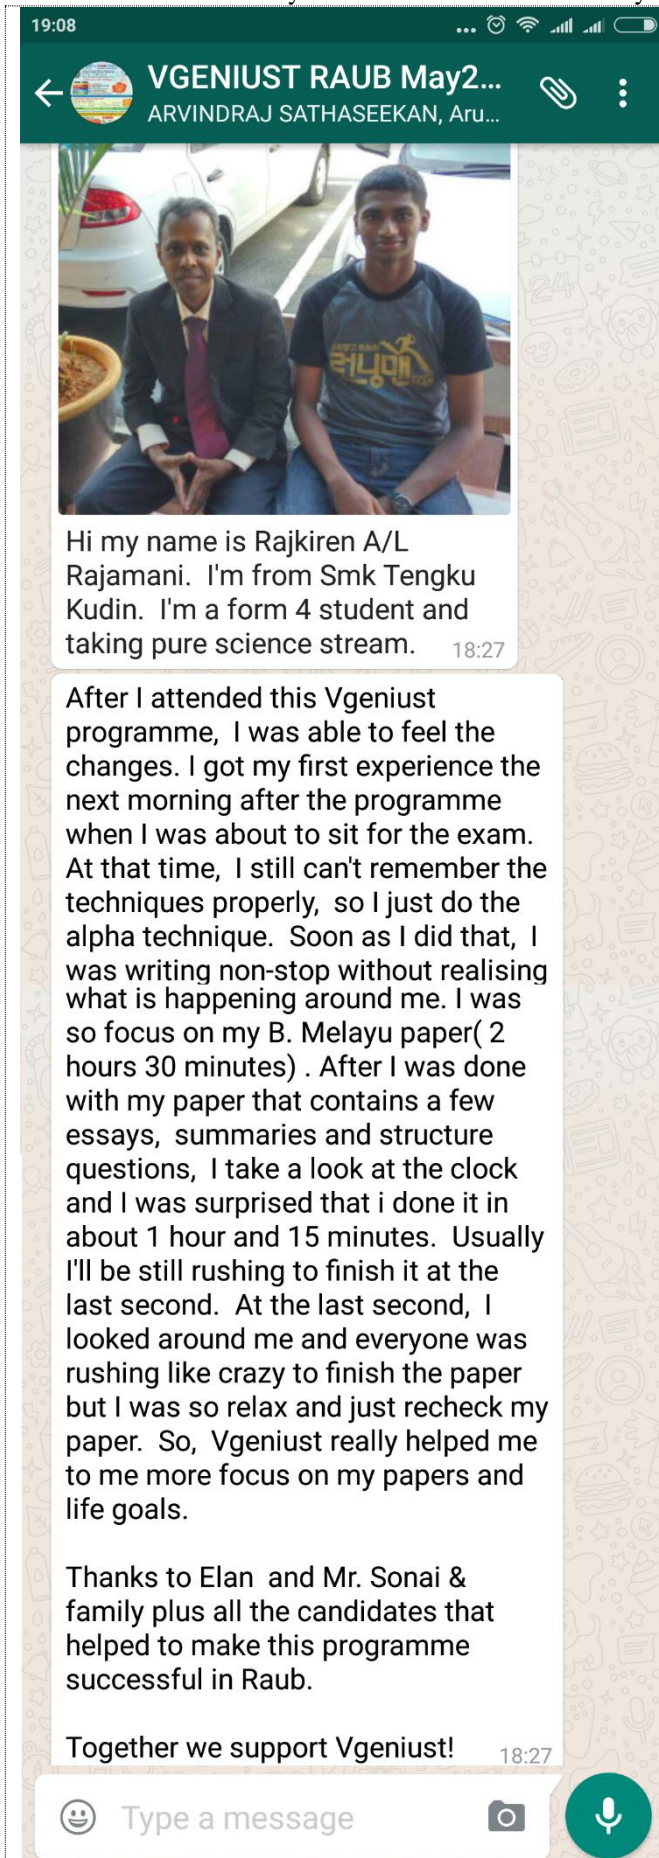 19:08
VGENIUST RAUB May2...
ARVINDRAJ SATHASEEKAN, Aru...
런닝맨
Hi my name is Rajkiren A/L
Rajamani.  I'm from Smk Tengku
Kudin.  I'm a form 4 student and
taking pure science stream.
18:27
After I attended this Vgeniust
programme,  I was able to feel the
changes. I got my first experience the
next morning after the programme
when I was about to sit for the exam.
At that time,  I still can't remember the
techniques properly,  so I just do the
alpha technique.  Soon as I did that,  I
was writing non-stop without realising
what is happening around me. I was
so focus on my B. Melayu paper( 2
hours 30 minutes) . After I was done
with my paper that contains a few
essays,  summaries and structure
questions,  I take a look at the clock
and I was surprised that i done it in
about 1 hour and 15 minutes.  Usually
I'll be still rushing to finish it at the
last second.  At the last second,  I
looked around me and everyone was
rushing like crazy to finish the paper
but I was so relax and just recheck my
paper.  So,  Vgeniust really helped me
to me more focus on my papers and
life goals.
Thanks to Elan  and Mr. Sonai &
family plus all the candidates that
helped to make this programme
successful in Raub.
Together we support Vgeniust!
18:27
Type a message